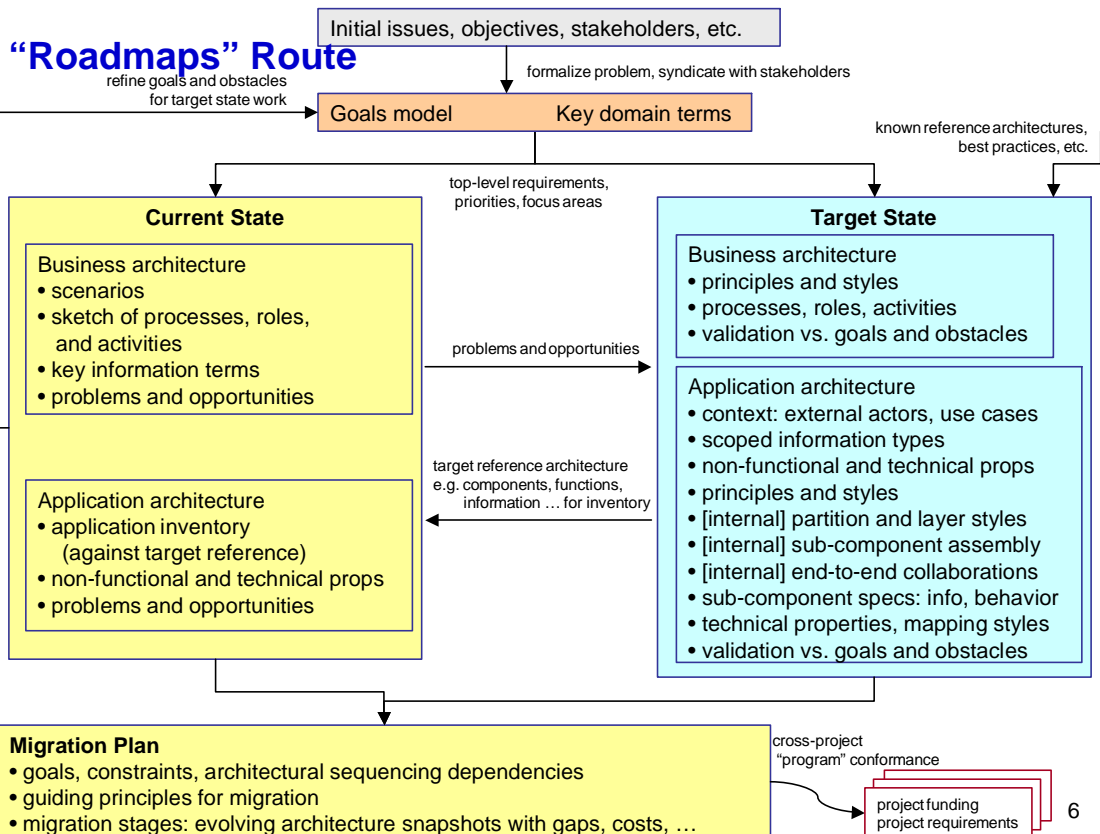 Initial issues, objectives, stakeholders, etc.
“Roadmaps” Route
refine goals and obstacles
for target state work
formalize problem, syndicate with stakeholders
Goals model Key domain terms
known reference architectures,
best practices, etc.
top-level requirements,
priorities, focus areas
Current State
Business architecture
• scenarios
• sketch of processes, roles,
and activities
• key information terms
• problems and opportunities
Application architecture
• application inventory
(against target reference)
• non-functional and technical props
• problems and opportunities
problems and opportunities
target reference architecture
e.g. components, functions,
information … for inventory
Target State
Business architecture
• principles and styles
• processes, roles, activities
• validation vs. goals and obstacles
Application architecture
• context: external actors, use cases
• scoped information types
• non-functional and technical props
• principles and styles
• [internal] partition and layer styles
• [internal] sub-component assembly
• [internal] end-to-end collaborations
• sub-component specs: info, behavior
• technical properties, mapping styles
• validation vs. goals and obstacles
Migration Plan
• goals, constraints, architectural sequencing dependencies
• guiding principles for migration
• migration stages: evolving architecture snapshots with gaps, costs, …
cross-project
“program” conformance
project funding
project requirements
6